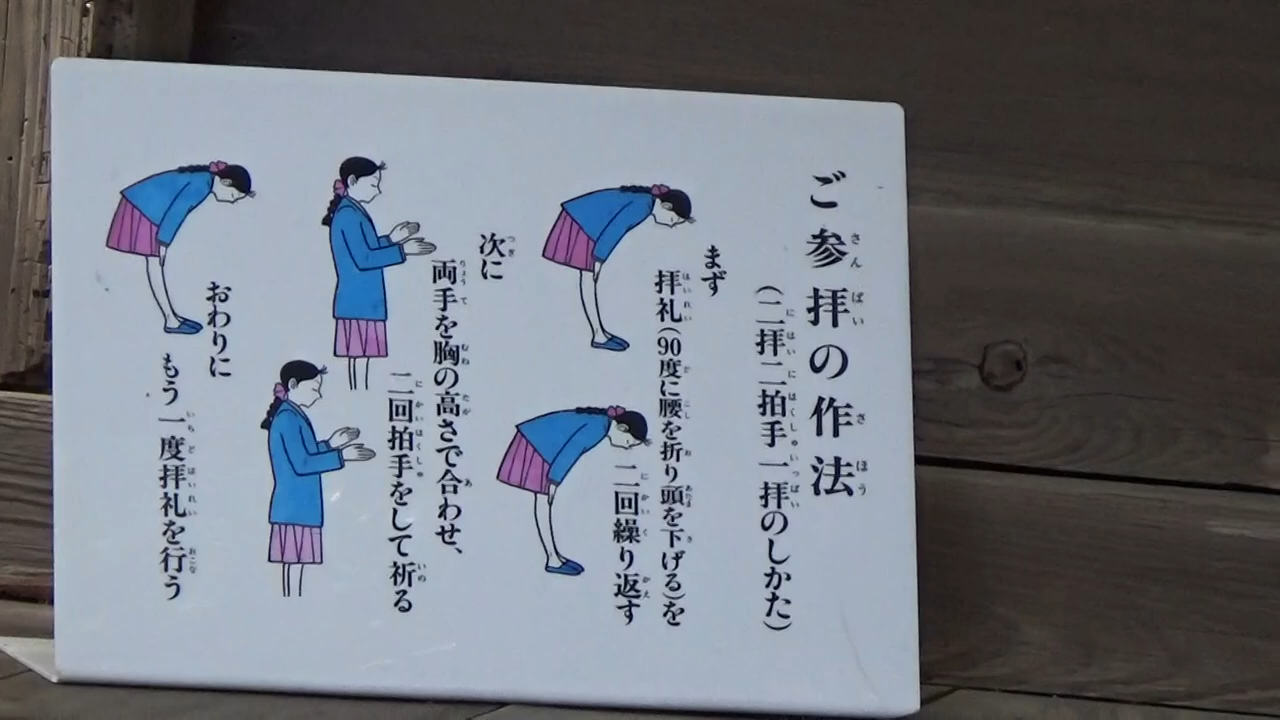 ご参拝の作法
(二拝二拍手一拝のしかた)
まず
拝礼(90度に腰を折り頭を下げる)を
二回繰り返す
次に
両手を胸の高さで合わせ、
二回拍手をして祈る
おわりに
もう一度拝礼を行う